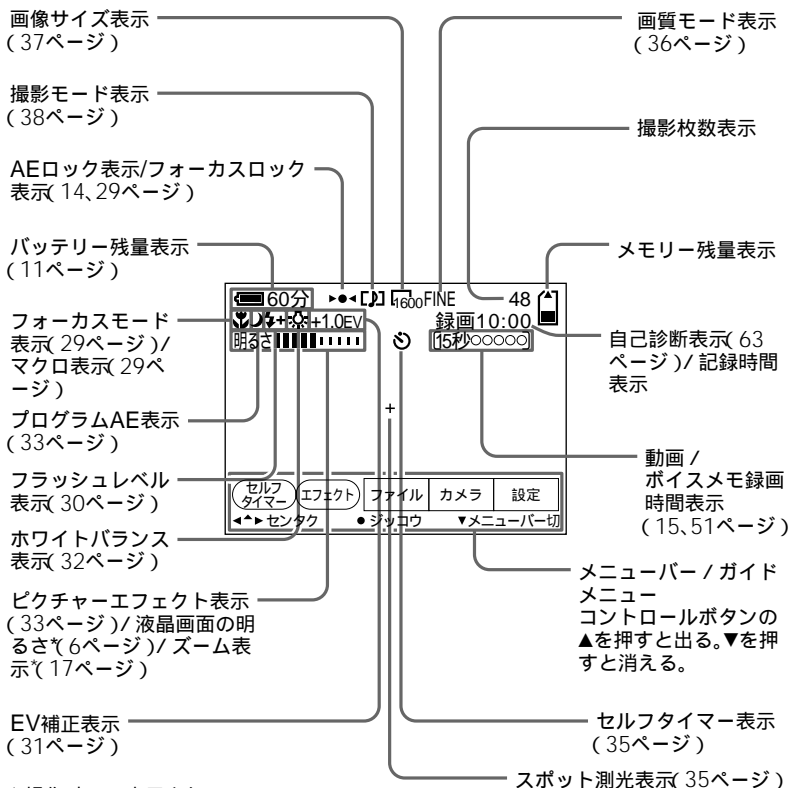 画像サイズ表示
(37ページ)
撮影モード表示
(38ページ)
AEロック表示/フォーカスロック
表示(14、29ページ)
バッテリー残量表示
(11ページ)
フォーカスモード
表示(29ページ)/
マクロ表示(29ペ
ージ)
プログラムAE表示
(33ページ)
フラッシュレベル
表示(30ページ)
ホワイトバランス
表示(32ページ)
ピクチャーエフェクト表示
(33ページ)/液晶画面の明
るさ*(6ページ)/ズーム表
示*(17ページ)
EV補正表示
(31ページ)
60分 1600 FINE 48
+ +1.0EV 録画10:00
明るさ 15秒○○○○○
+
セルフ
タイマー エフェクト ファイル カメラ 設定
◀▲▶センタク ●ジッコウ ▼メニューバー切
画質モード表示
(36ページ)
撮影枚数表示
メモリー残量表示
自己診断表示(63
ページ)/記録時間
表示
動画/
ボイスメモ録画
時間表示
(15、51ページ)
メニューバー/ガイド
メニュー
コントロールボタンの
▲を押すと出る。▼を押
すと消える。
セルフタイマー表示
(35ページ)
スポット測光表示(35ページ)